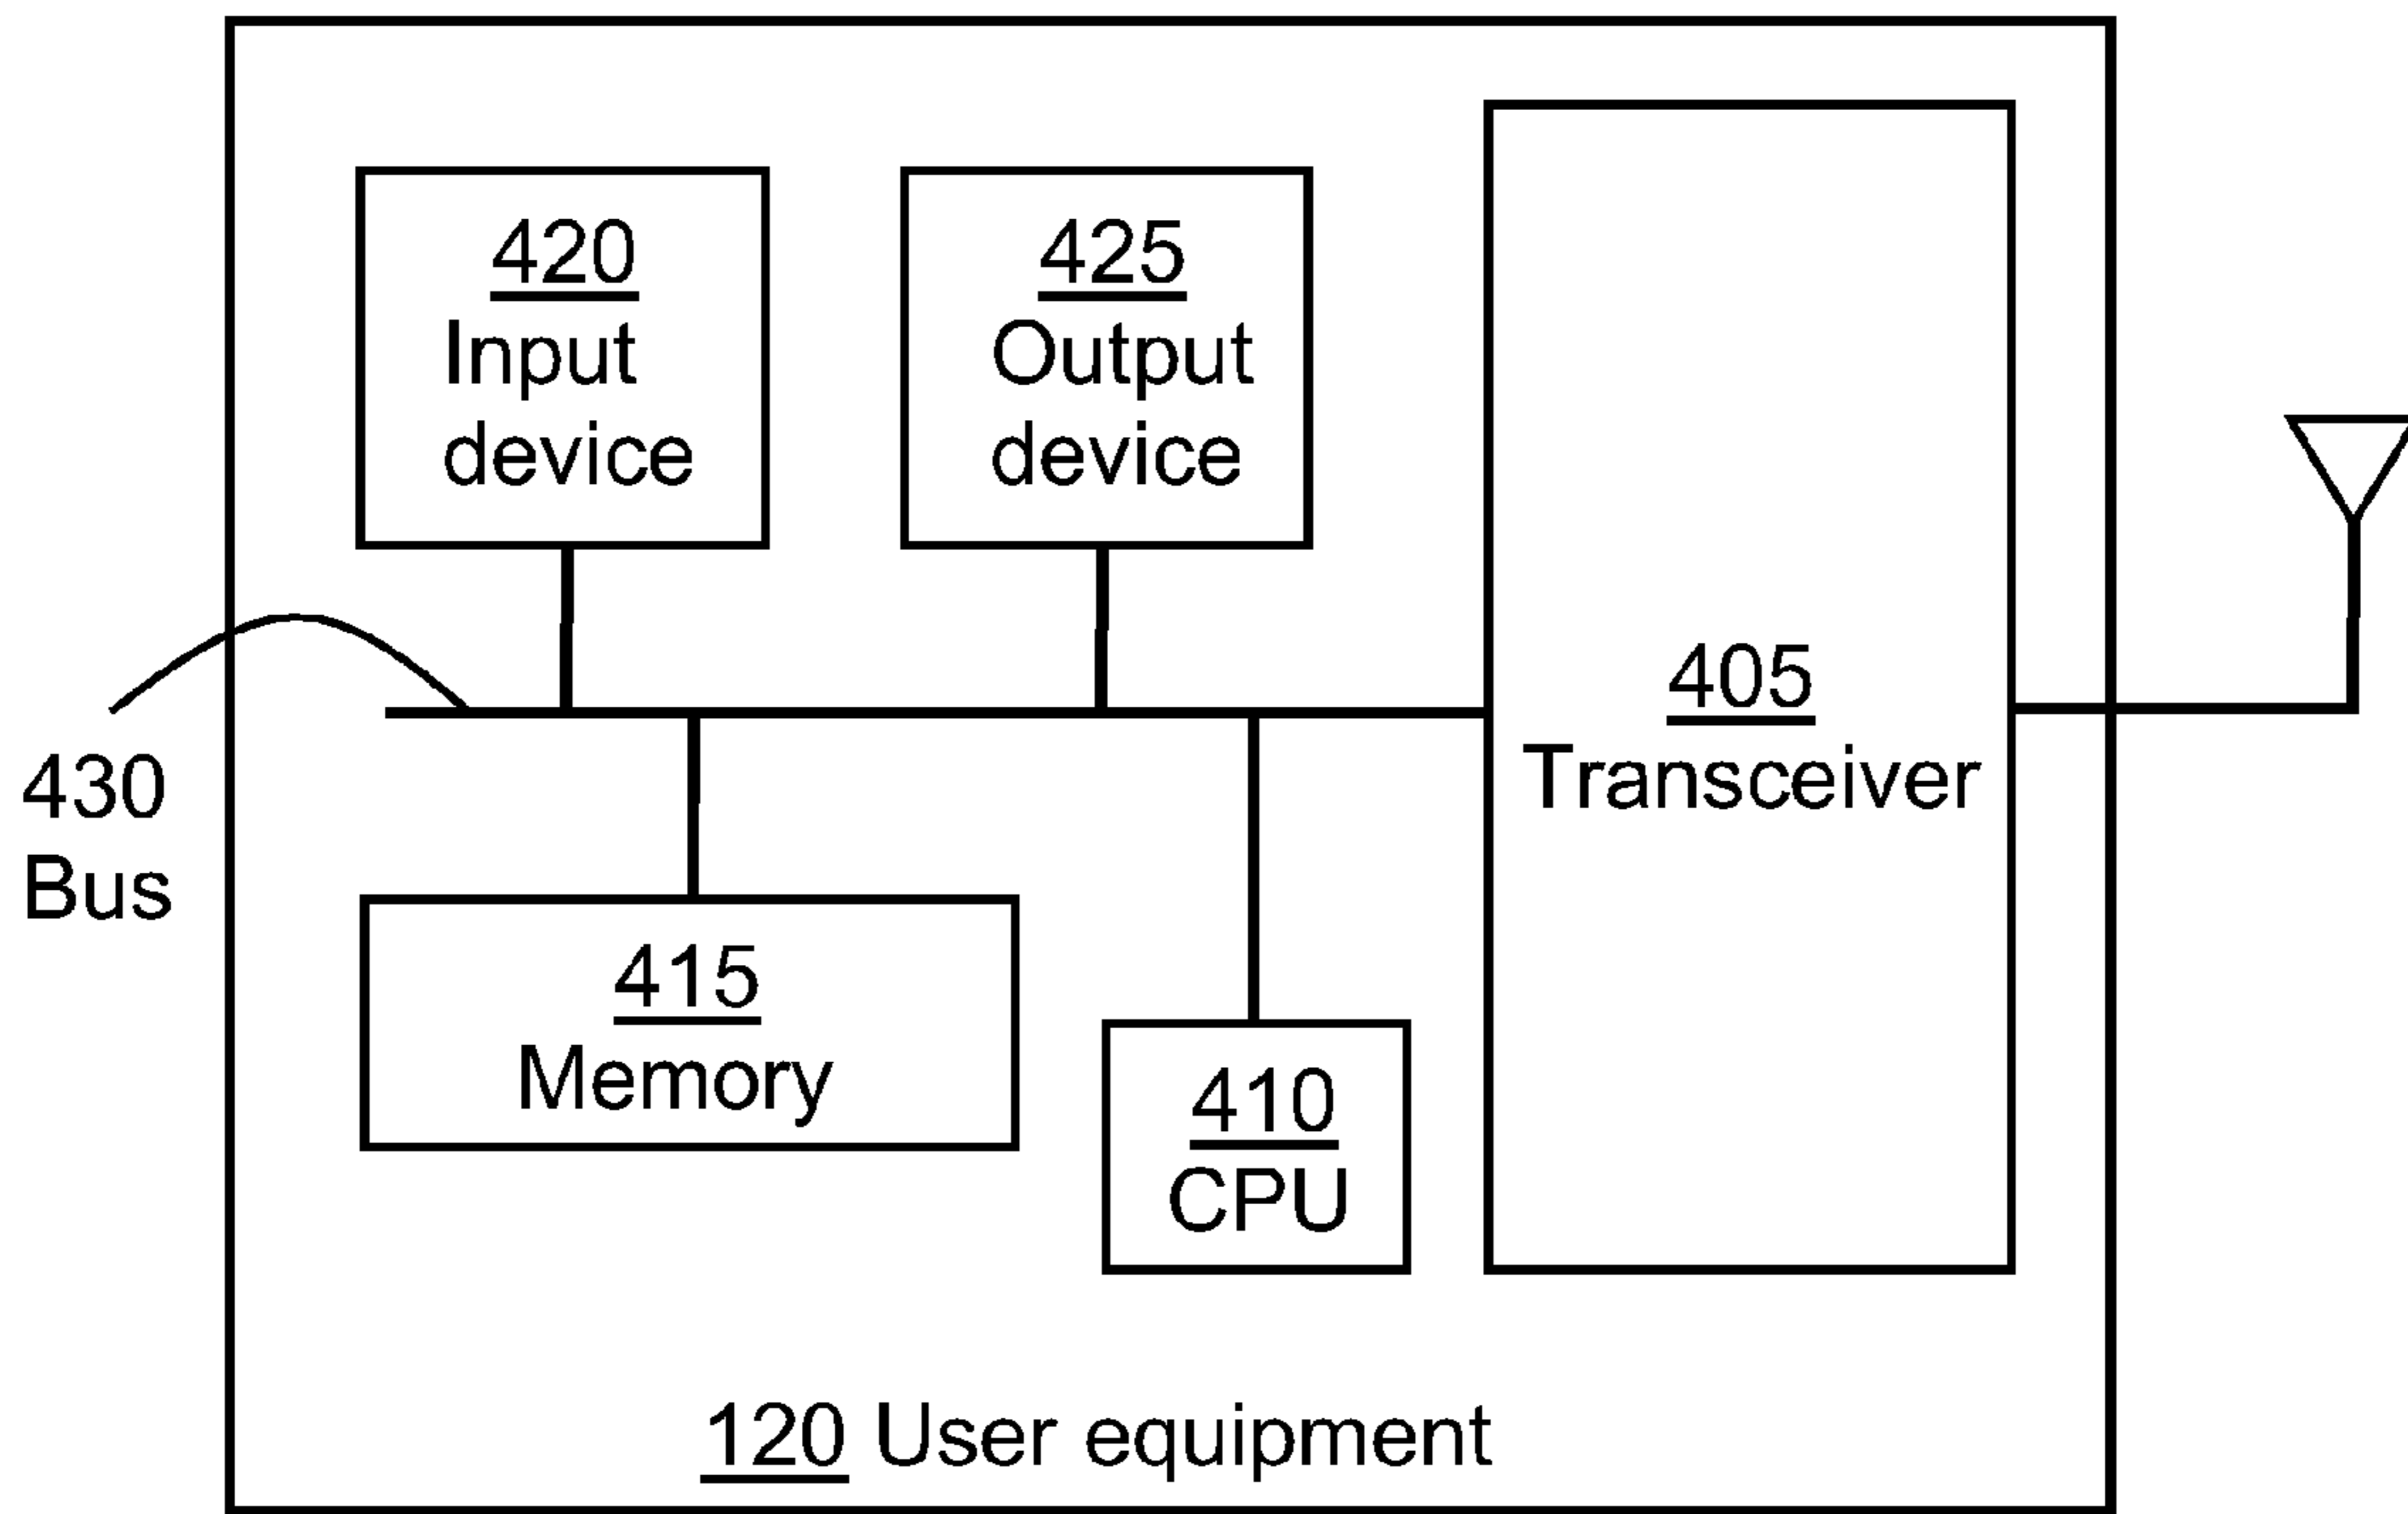 420
Input
device
425
Output
device
405
Transceiver
430
Bus
415
Memory
410
CPU
120 User equipment